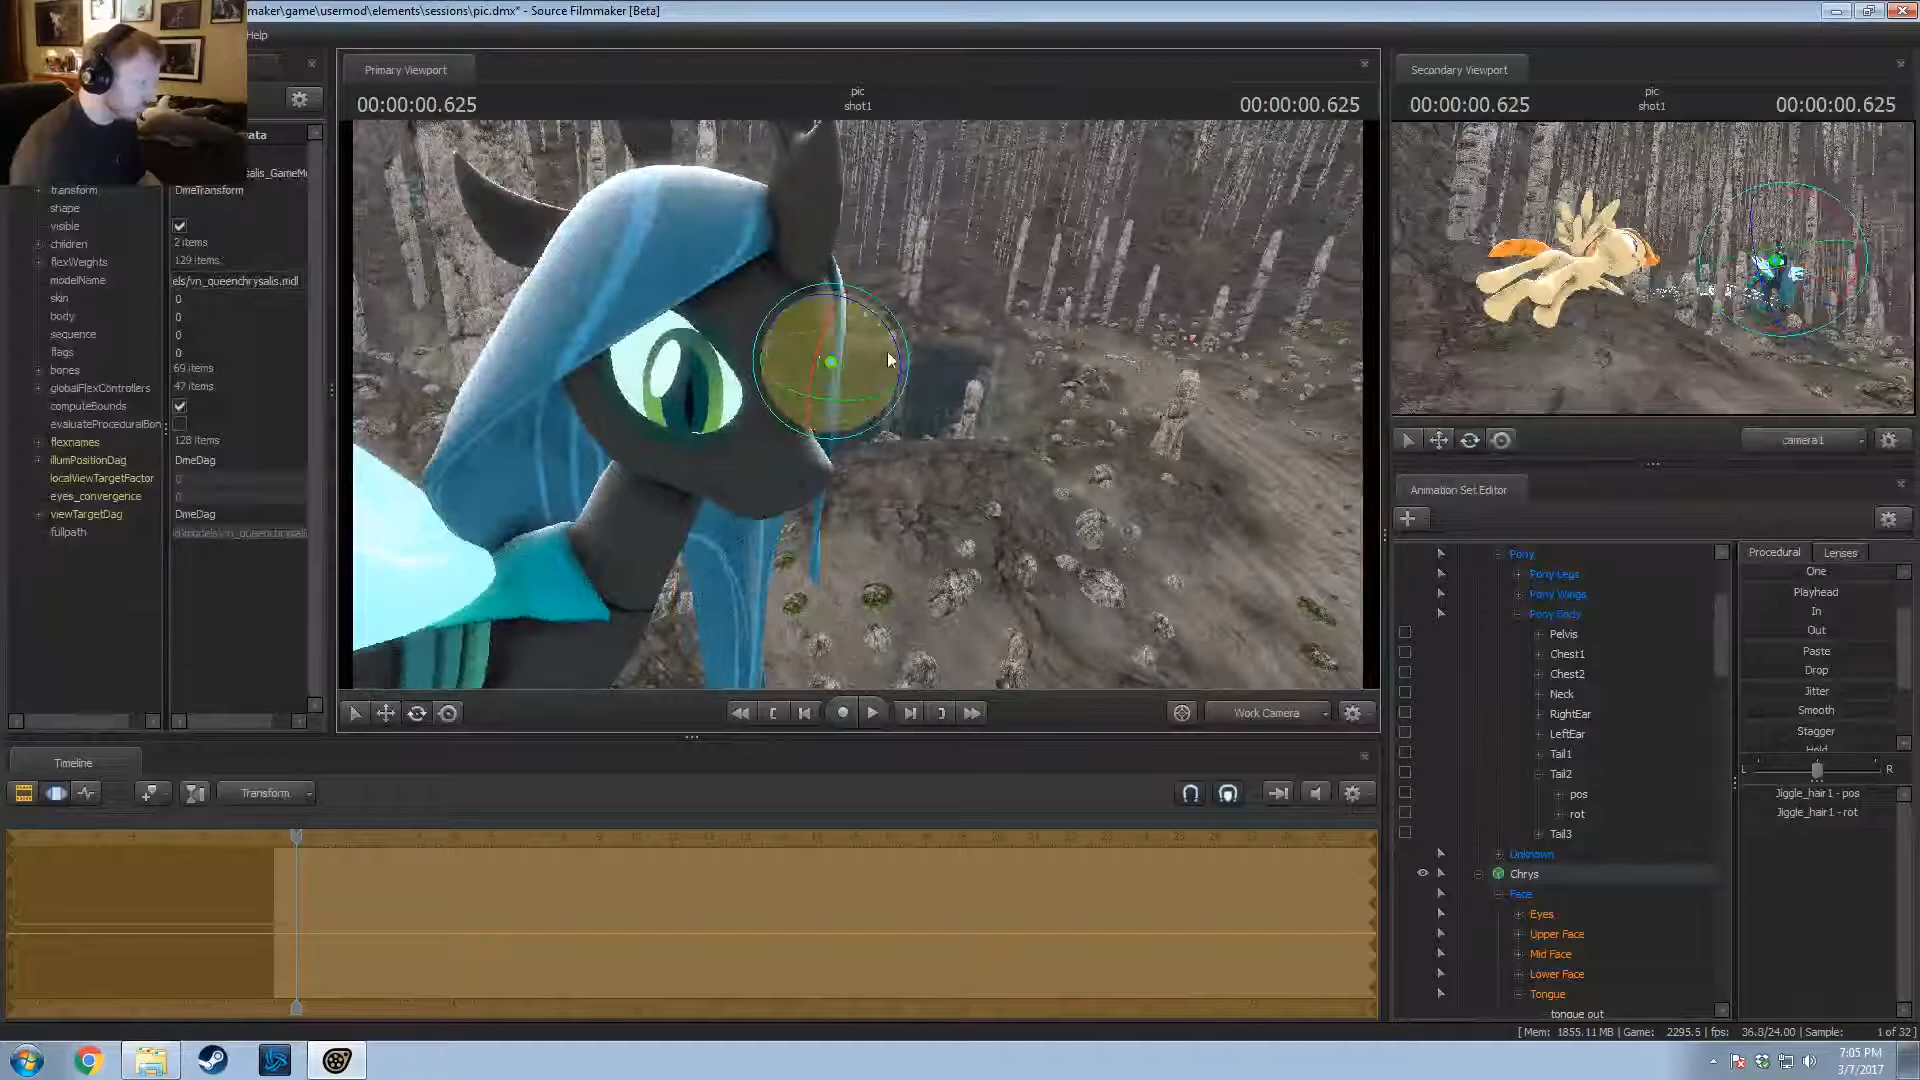 maker\game\usermod\elements\sessions\pic.dmx* - Source Filmmaker [Beta]
Help
Primary Viewport
00:00:00.625
pic
shot1
00:00:00.625
Secondary Viewport
00:00:00.625
pic
shot1
00:00:00.625
ata
alis_GameM
transform DmeTransform
shape
visible
children 2 items
flexWeights 129 items
modelName els/vn_queenchrysalis.mdl
skin 0
body 0
sequence 0
flags 0
bones 69 items
globalFlexControllers 47 items
computeBounds
evaluateProceduralBon
flexnames 128 items
illumPositionDag DmeDag
localViewTargetFactor 0
eyes_convergence 0
viewTargetDag DmeDag
fullpath
Work Camera
camera1
Animation Set Editor
Pony
Pony Legs
Pony Wings
Pony Body
Pelvis
Chest1
Chest2
Neck
RightEar
LeftEar
Tail1
Tail2
pos
rot
Tail3
Unknown
Chrys
Face
Eyes
Upper Face
Mid Face
Lower Face
Tongue
tongue out
Procedural Lenses
One
Playhead
In
Out
Paste
Drop
Jitter
Smooth
Stagger
Hold
L R
Jiggle_hair1 - pos
Jiggle_hair1 - rot
Timeline
Transform
[ Mem: 1855.11 MB | Game: 2295.5 | fps: 36.8/24.00 | Sample: 1 of 32 ]
7:05 PM
3/7/2017